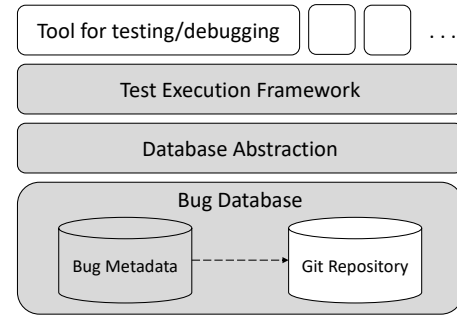 Tool for testing/debugging
. . .
Test Execution Framework
Database Abstraction
Bug Database
Bug Metadata
Git Repository